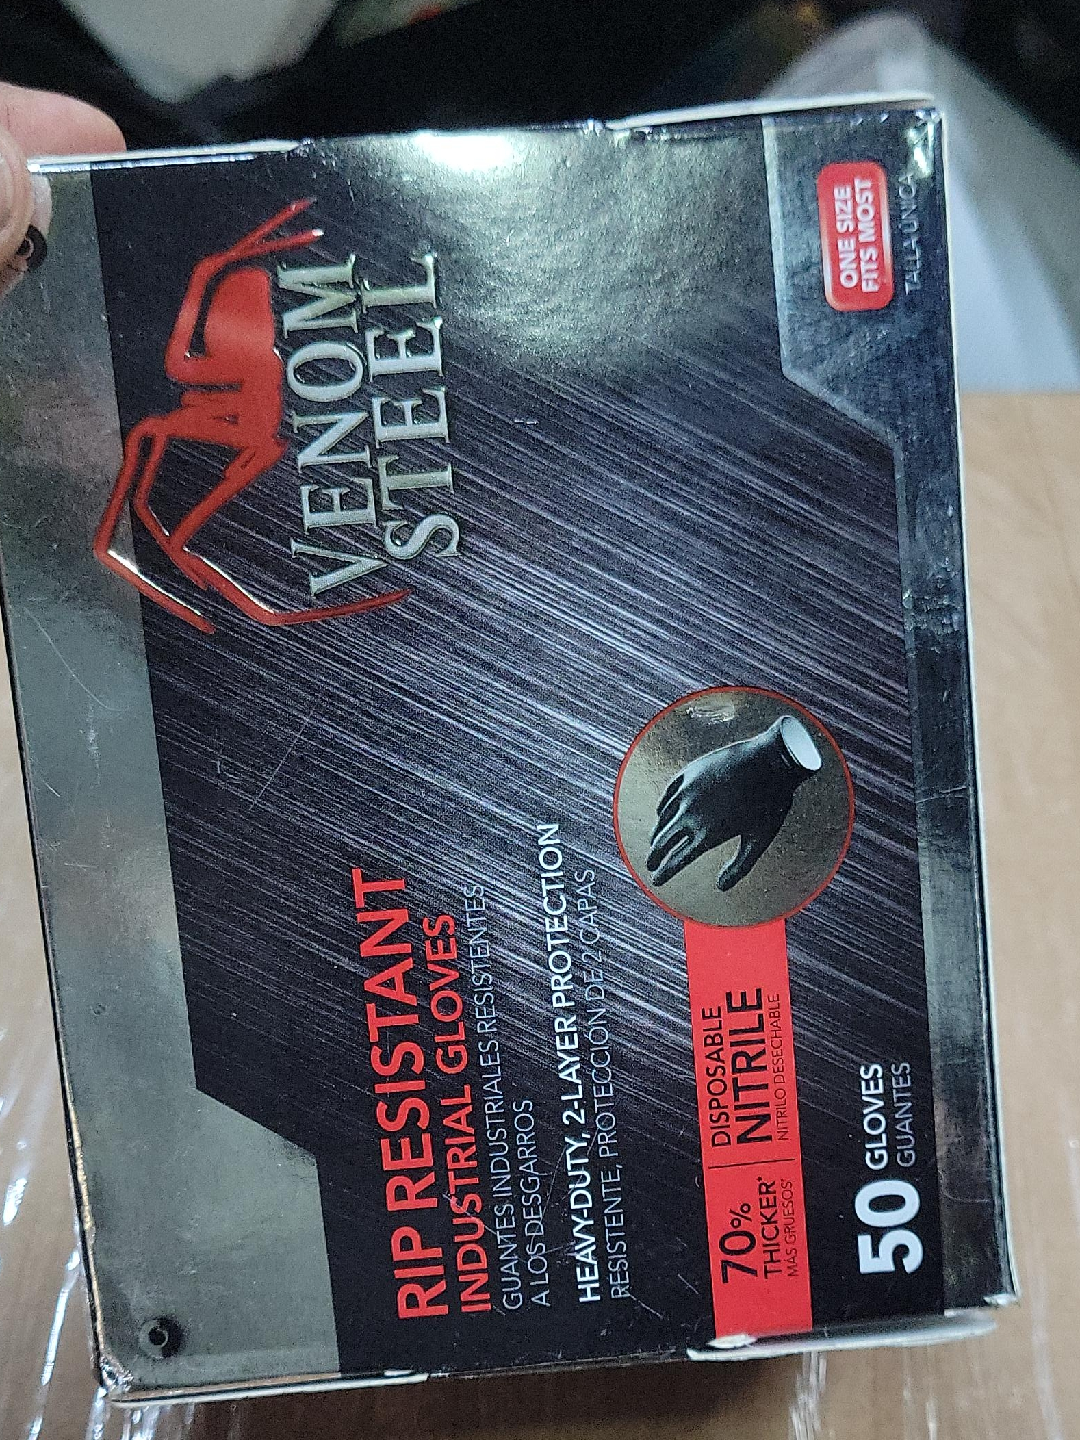 VENOM
STEEL
RIP RESISTANT
INDUSTRIAL GLOVES
GUANTES INDUSTRIALES RESISTENTES
A LOS DESGARROS
HEAVY-DUTY, 2-LAYER PROTECTION
RESISTENTE, PROTECCIÓN DE 2 CAPAS
70%
THICKER*
MÁS GRUESOS*
DISPOSABLE
NITRILE
NITRILO DESECHABLE
50 GLOVES
GUANTES
ONE SIZE
FITS MOST
TALLA ÚNICA